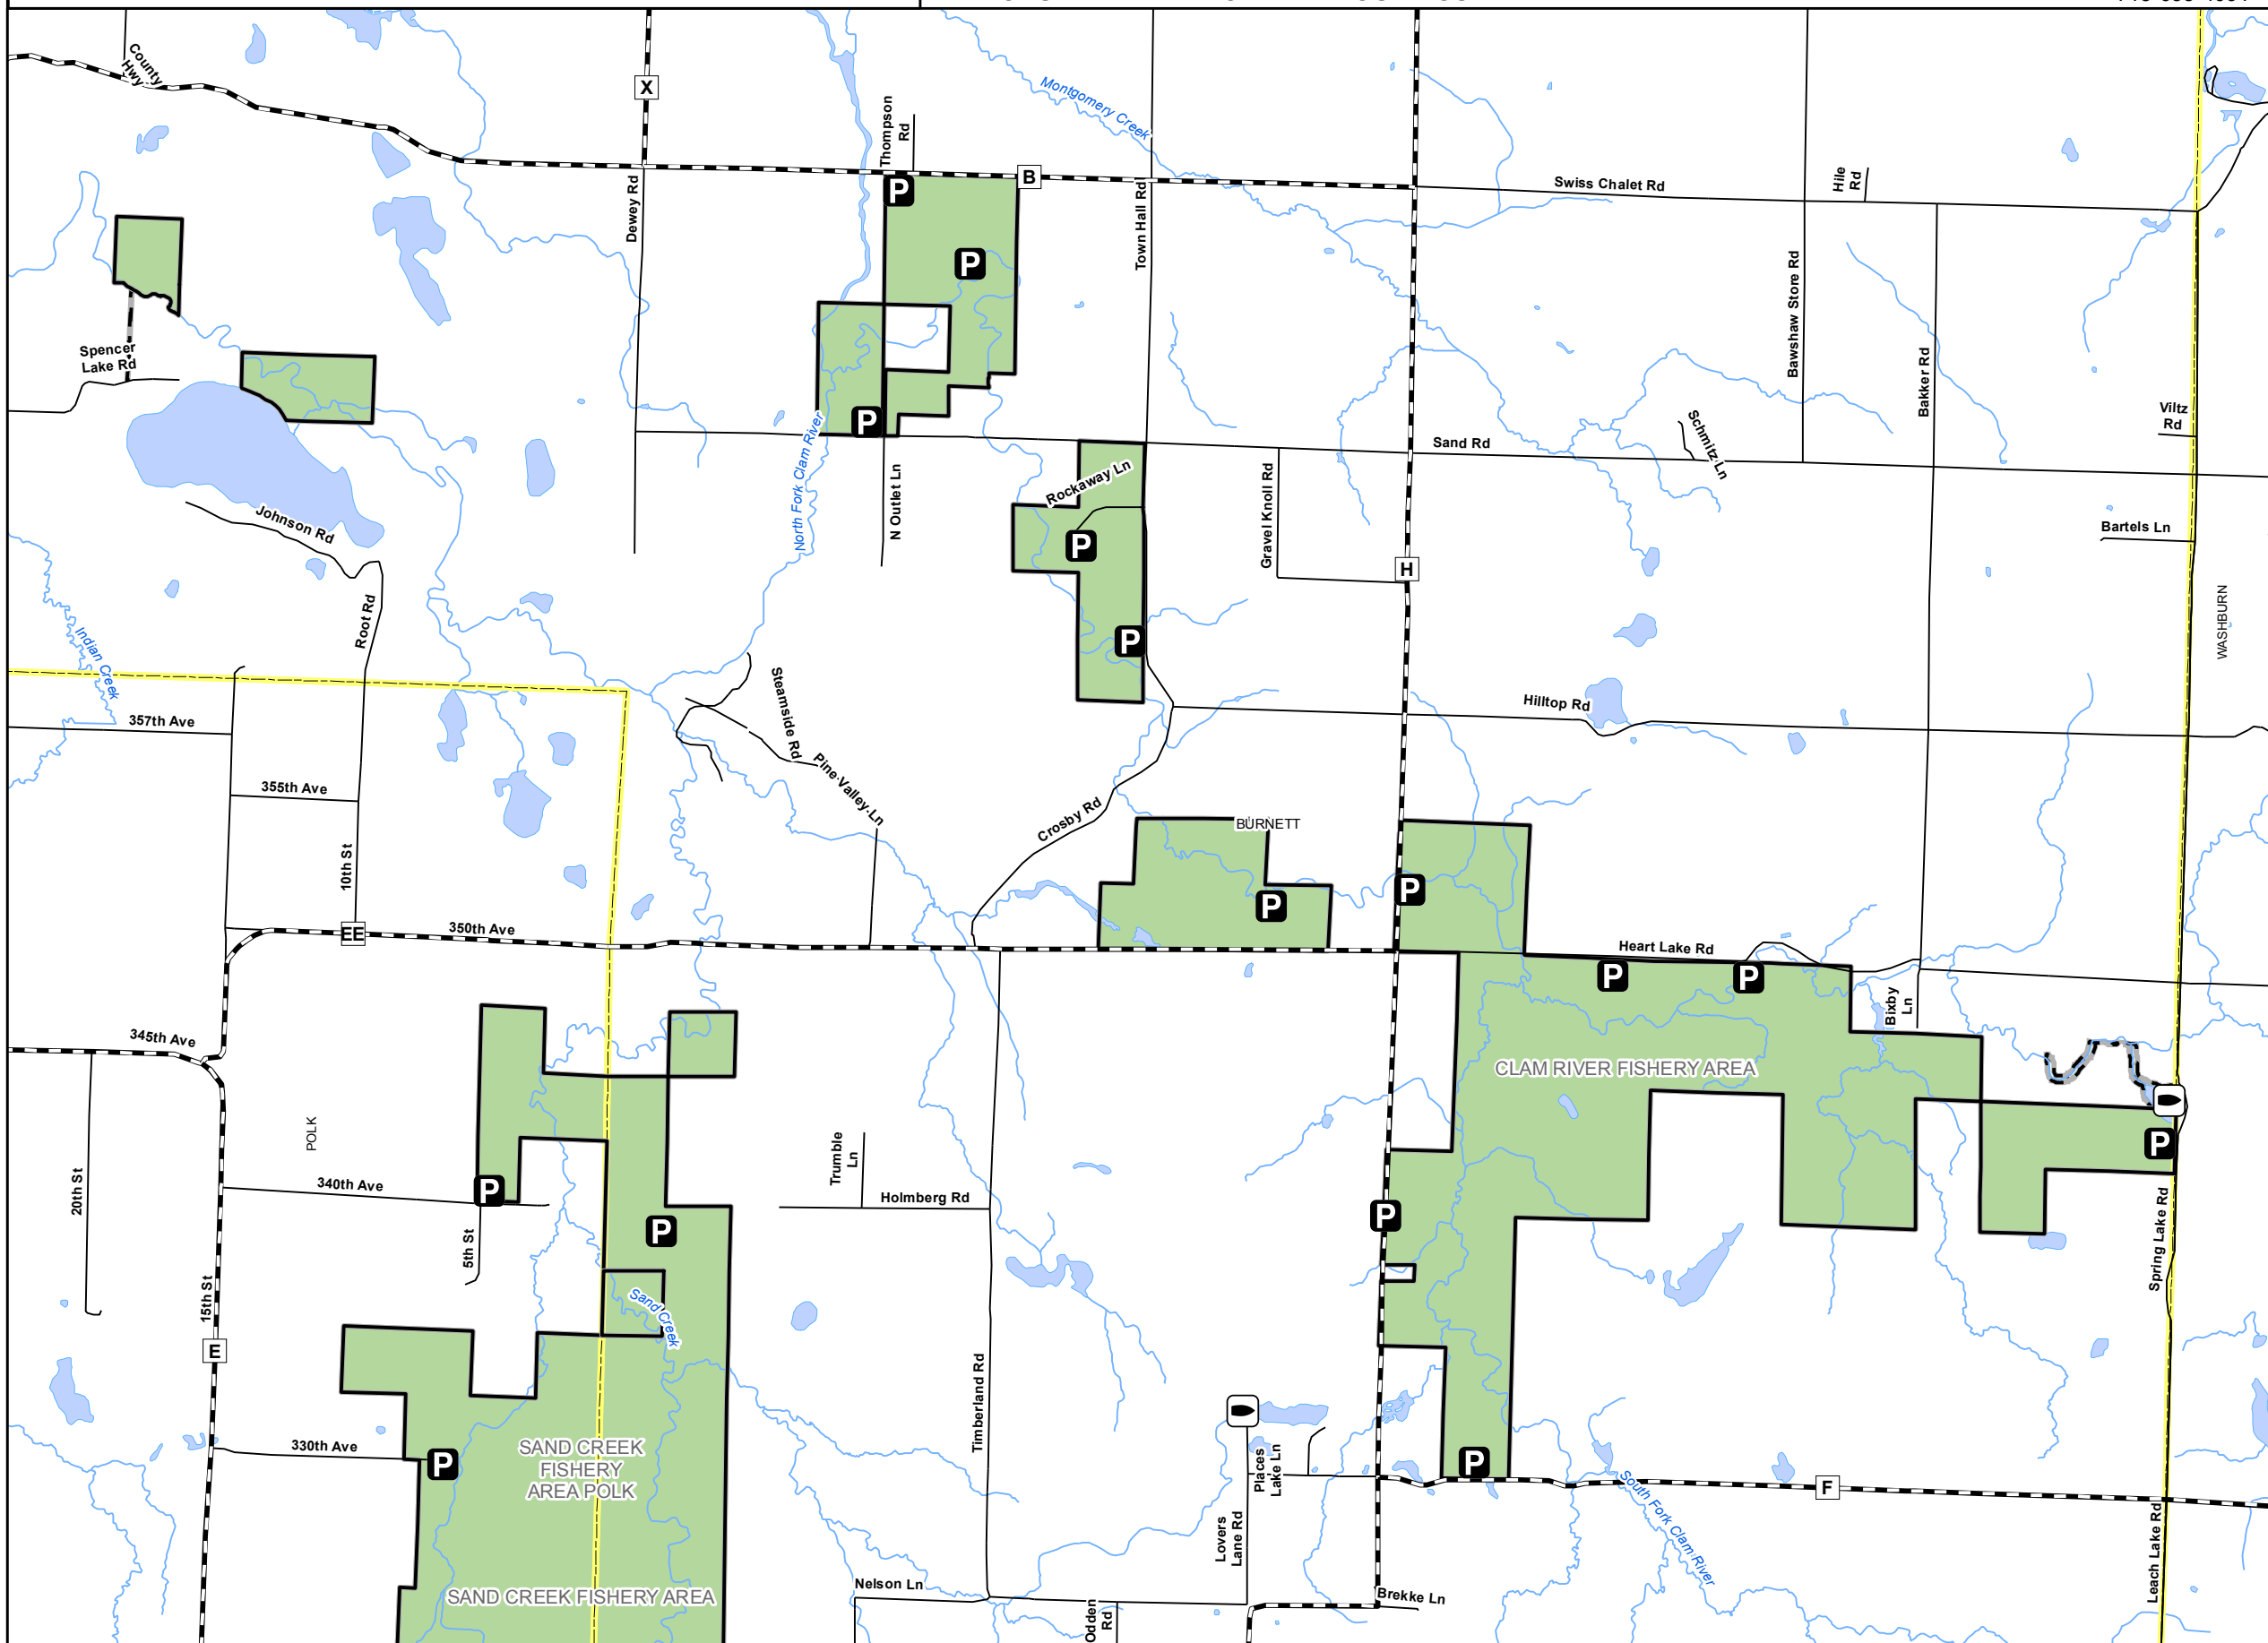 County
Hwy
X
Thompson
Rd
Montgomery Creek
B
Dewey Rd
Town Hall Rd
Swiss Chalet Rd
Hile
Rd
P
P
Bawshaw Store Rd
Bakker Rd
Spencer
Lake Rd
P
North Fork Clam River
Sand Rd
Schmitz Ln
Viltz
Rd
Rockaway Ln
N Outlet Ln
Gravel Knoll Rd
Johnson Rd
Bartels Ln
P
H
Root Rd
WASHBURN
Indian Creek
P
357th Ave
Steamside Rd
Hilltop Rd
355th Ave
Pine Valley Ln
Crosby Rd
BURNETT
10th St
P
P
EE
350th Ave
Heart Lake Rd
P
P
Bixby
Ln
345th Ave
CLAM RIVER FISHERY AREA
POLK
P
Trumble
Ln
20th St
340th Ave
P
Holmberg Rd
P
P
5th St
Spring Lake Rd
15th St
Sand Creek
E
Timberland Rd
330th Ave
P
SAND CREEK
FISHERY
AREA POLK
Places
Lake Ln
P
F
South Fork Clam River
Lovers
Lane Rd
Leach Lake Rd
SAND CREEK FISHERY AREA
Nelson Ln
Odden
Rd
Brekke Ln